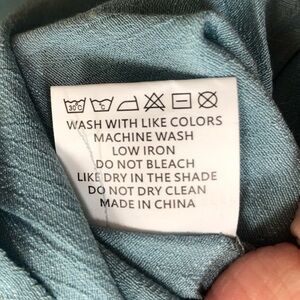 30°C
WASH WITH LIKE COLORS
MACHINE WASH
LOW IRON
DO NOT BLEACH
LIKE DRY IN THE SHADE
DO NOT DRY CLEAN
MADE IN CHINA